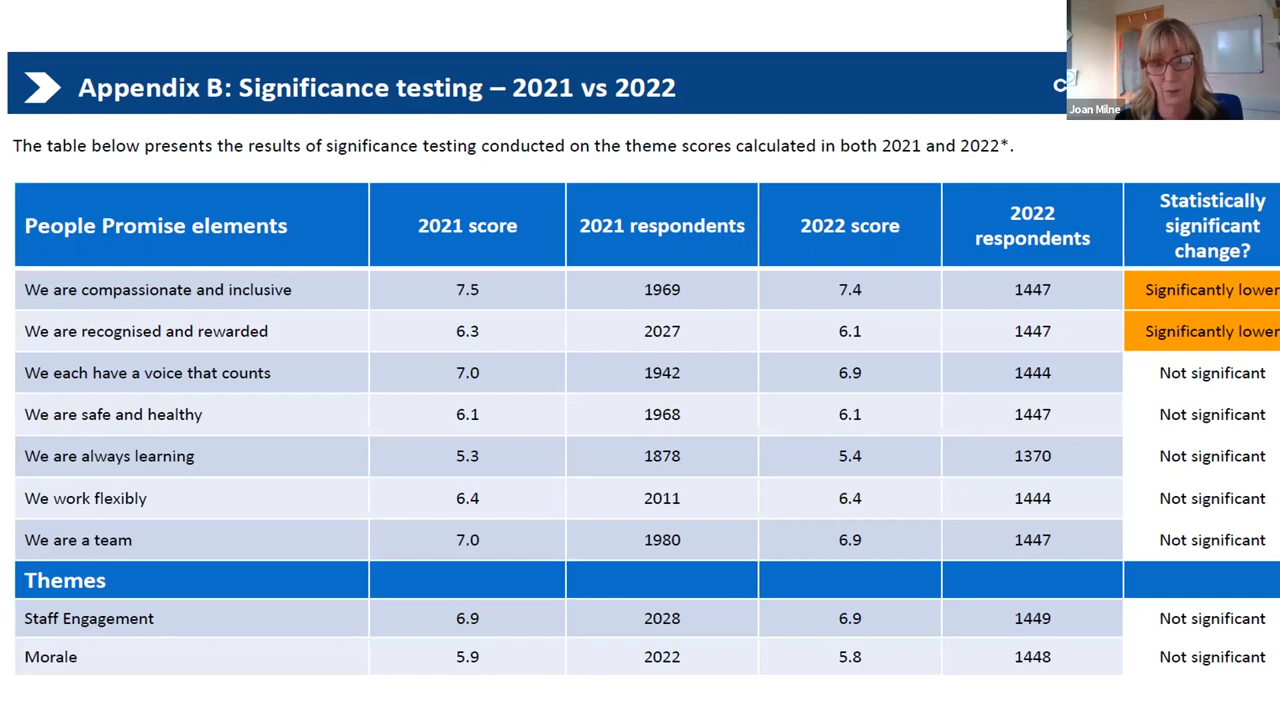 Appendix B: Significance testing – 2021 vs 2022
Joan Milne
The table below presents the results of significance testing conducted on the theme scores calculated in both 2021 and 2022*.
People Promise elements 2021 score 2021 respondents 2022 score 2022 respondents Statistically significant change?
We are compassionate and inclusive 7.5 1969 7.4 1447 Significantly lower
We are recognised and rewarded 6.3 2027 6.1 1447 Significantly lower
We each have a voice that counts 7.0 1942 6.9 1444 Not significant
We are safe and healthy 6.1 1968 6.1 1447 Not significant
We are always learning 5.3 1878 5.4 1370 Not significant
We work flexibly 6.4 2011 6.4 1444 Not significant
We are a team 7.0 1980 6.9 1447 Not significant
Themes
Staff Engagement 6.9 2028 6.9 1449 Not significant
Morale 5.9 2022 5.8 1448 Not significant